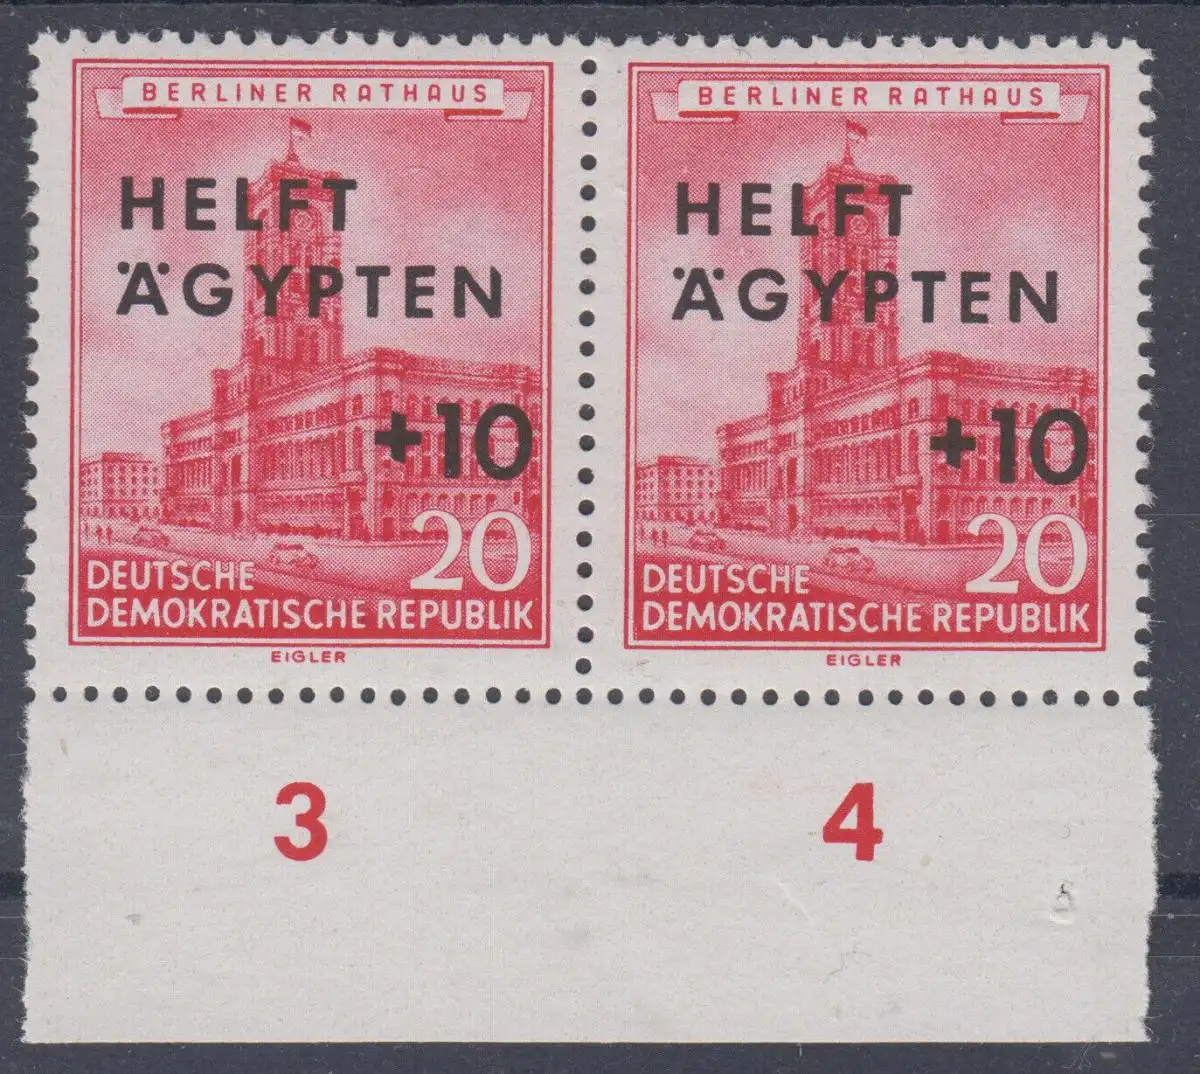 BERLINER RATHAUS
HELFT
ÄGYPTEN
+10
20
DEUTSCHE
DEMOKRATISCHE REPUBLIK
EIGLER
BERLINER RATHAUS
HELFT
ÄGYPTEN
+10
20
DEUTSCHE
DEMOKRATISCHE REPUBLIK
EIGLER
3
4